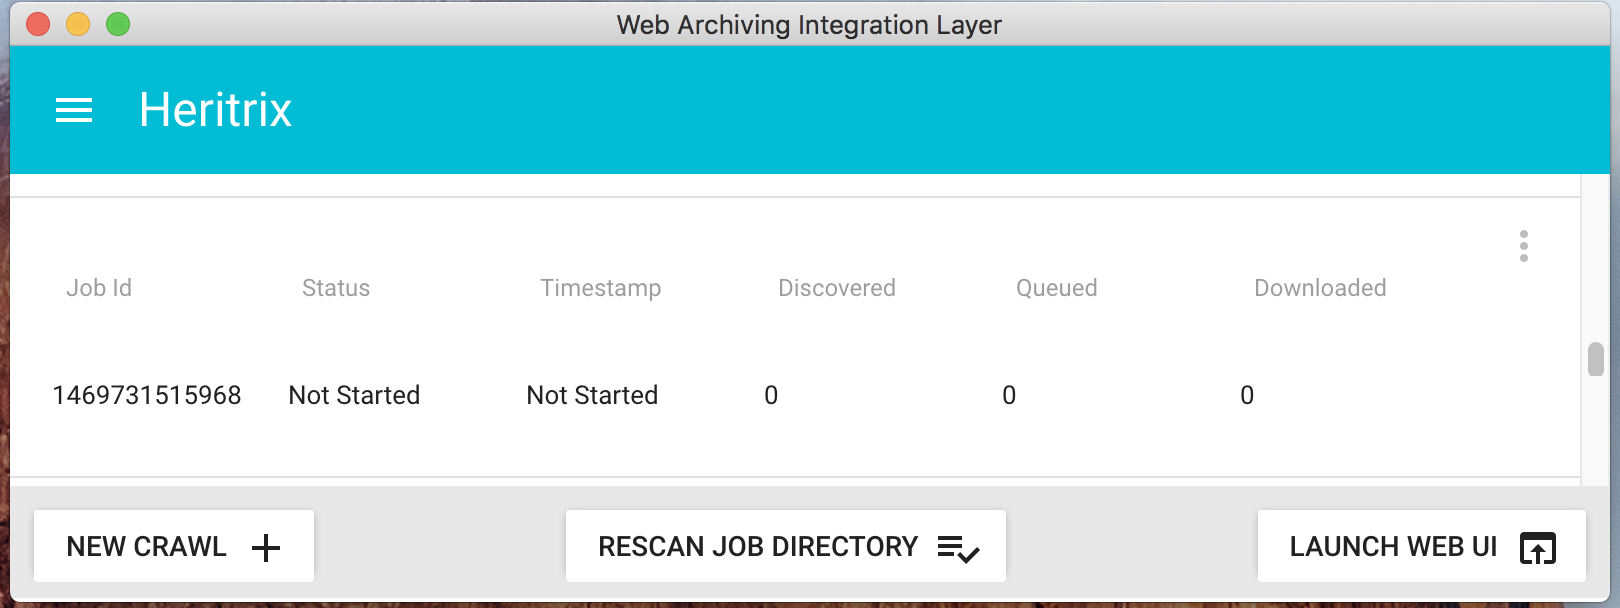 Web Archiving Integration Layer
Heritrix
Job Id Status Timestamp Discovered Queued Downloaded
1469731515968 Not Started Not Started 0 0 0
NEW CRAWL RESCAN JOB DIRECTORY LAUNCH WEB UI